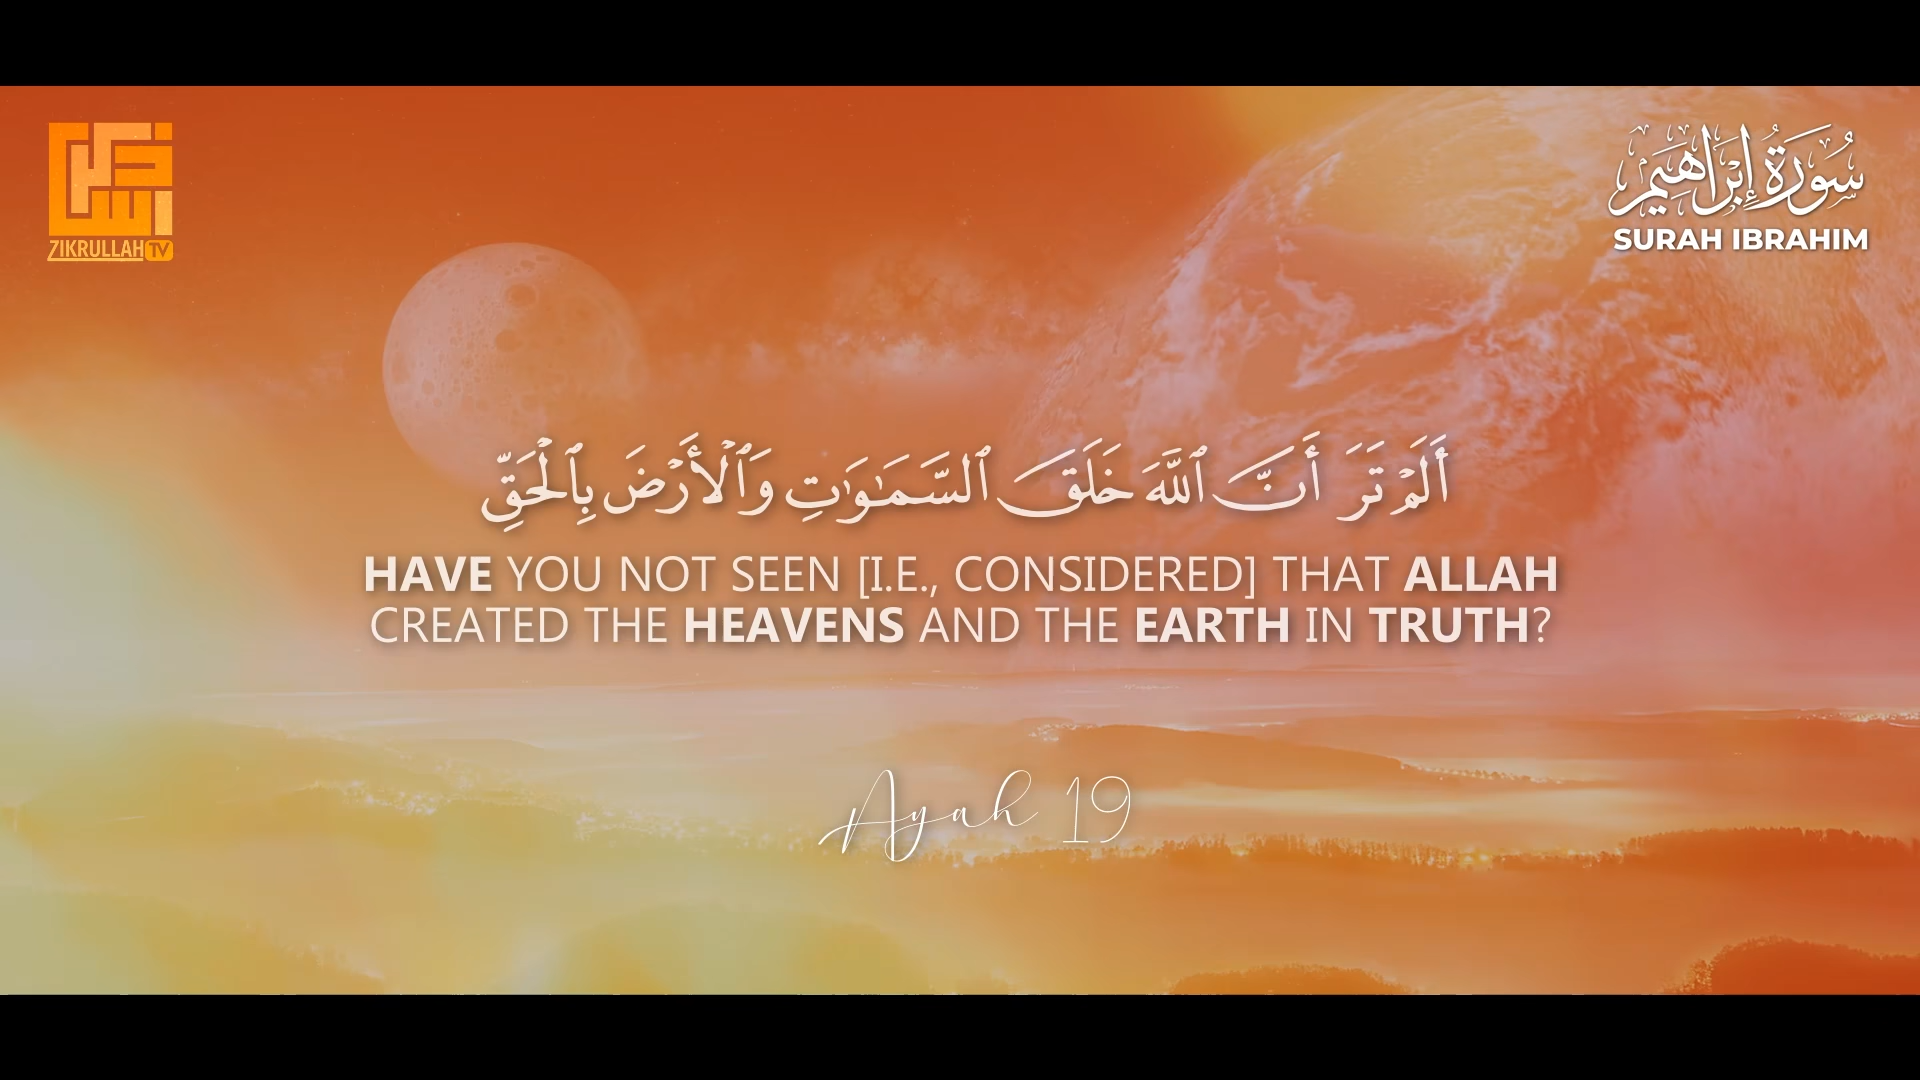 ZIKRULLAH TV
سُورَةُ إِبْرَاهِيم
SURAH IBRAHIM
أَلَمْ تَرَ أَنَّ ٱللَّهَ خَلَقَ ٱلسَّمَـٰوَٰتِ وَٱلْأَرْضَ بِٱلْحَقِّ
HAVE YOU NOT SEEN [I.E., CONSIDERED] THAT ALLAH
CREATED THE HEAVENS AND THE EARTH IN TRUTH?
Ayah 19